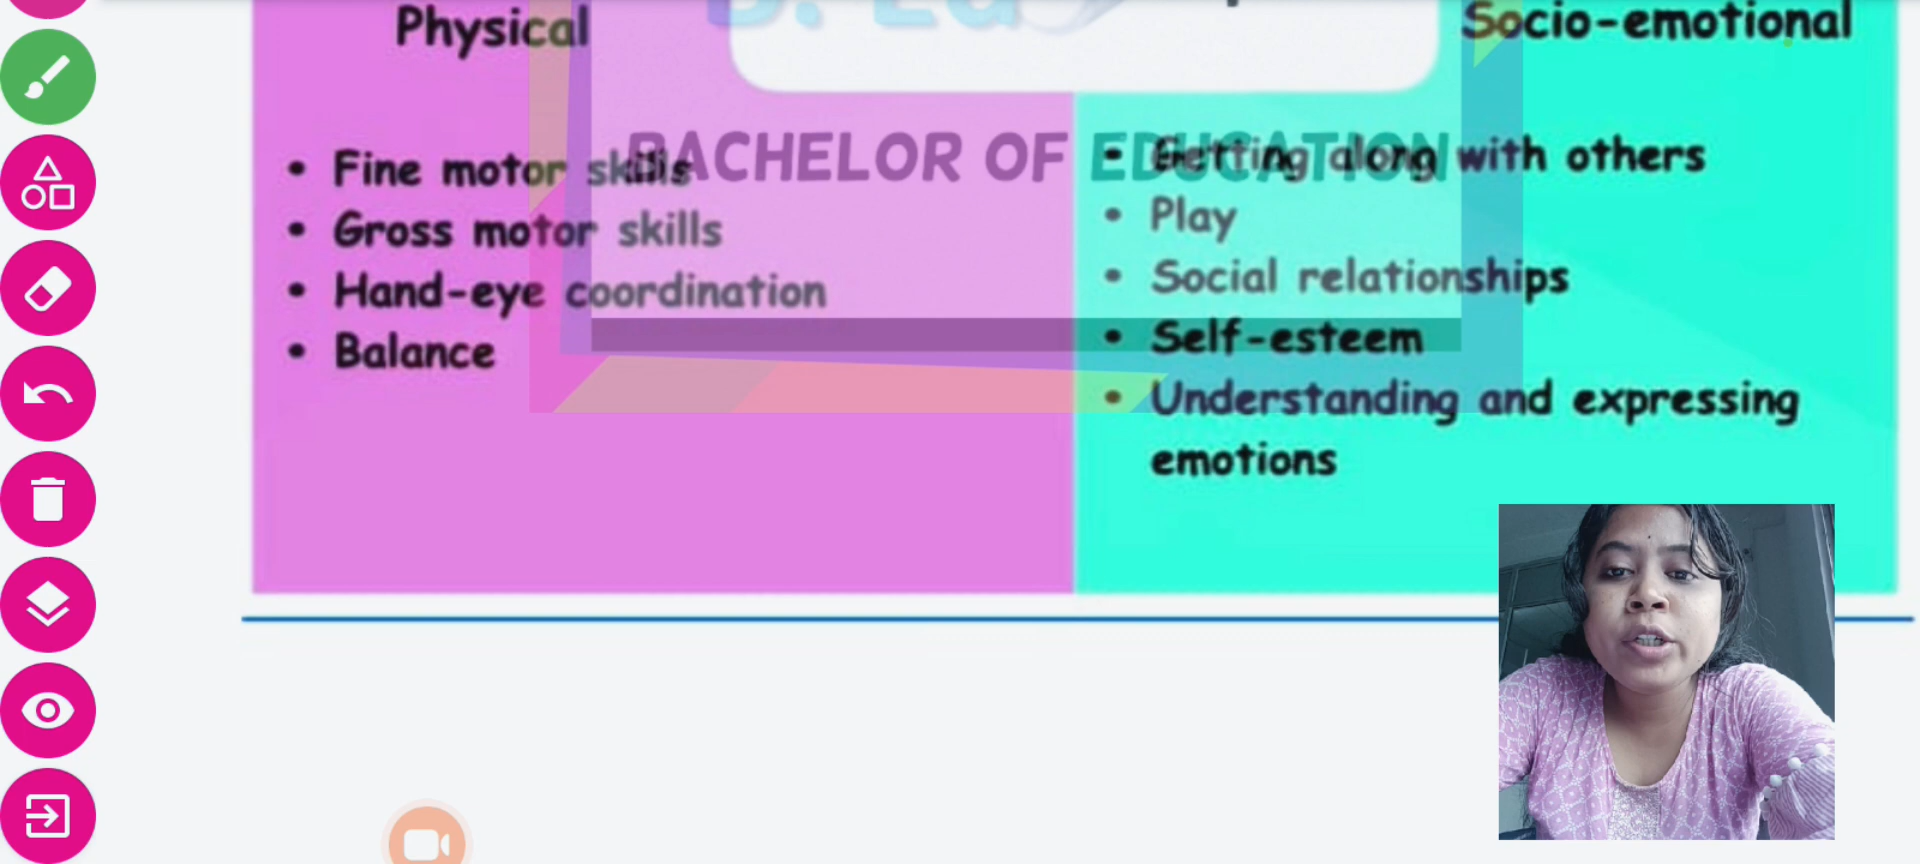 Physical
Socio-emotional
B. Ed
BACHELOR OF EDUCATION
• Fine motor skills
• Gross motor skills
• Hand-eye coordination
• Balance
• Getting along with others
• Play
• Social relationships
• Self-esteem
• Understanding and expressing
emotions